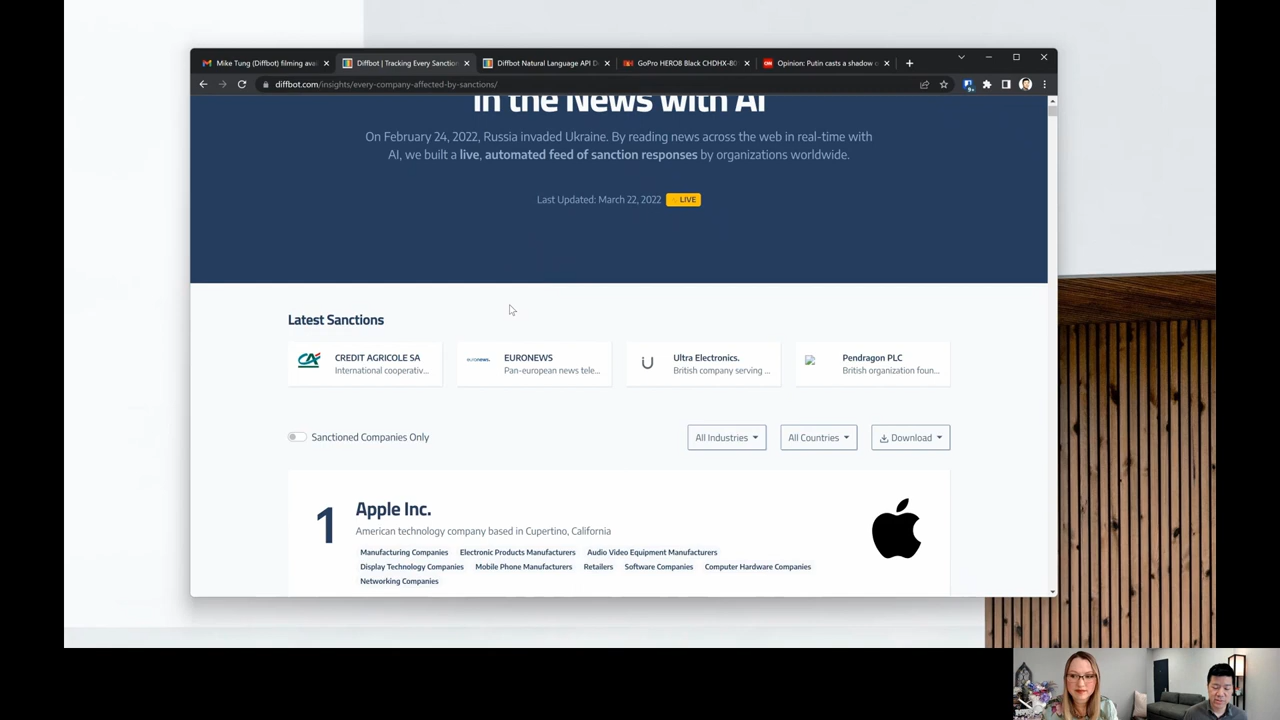 Mike Tung (Diffbot) filming avai
Diffbot | Tracking Every Sanction
Diffbot Natural Language API D
GoPro HERO8 Black CHDHX-80
Opinion: Putin casts a shadow
diffbot.com/insights/every-company-affected-by-sanctions/
in the News with AI
On February 24, 2022, Russia invaded Ukraine. By reading news across the web in real-time with
AI, we built a live, automated feed of sanction responses by organizations worldwide.
Last Updated: March 22, 2022 LIVE
Latest Sanctions
CREDIT AGRICOLE SA
International cooperativ...
euronews.
EURONEWS
Pan-european news tele...
Ultra Electronics.
British company serving ...
Pendragon PLC
British organization foun...
Sanctioned Companies Only
All Industries
All Countries
Download
1
Apple Inc.
American technology company based in Cupertino, California
Manufacturing Companies Electronic Products Manufacturers Audio Video Equipment Manufacturers
Display Technology Companies Mobile Phone Manufacturers Retailers Software Companies Computer Hardware Companies
Networking Companies